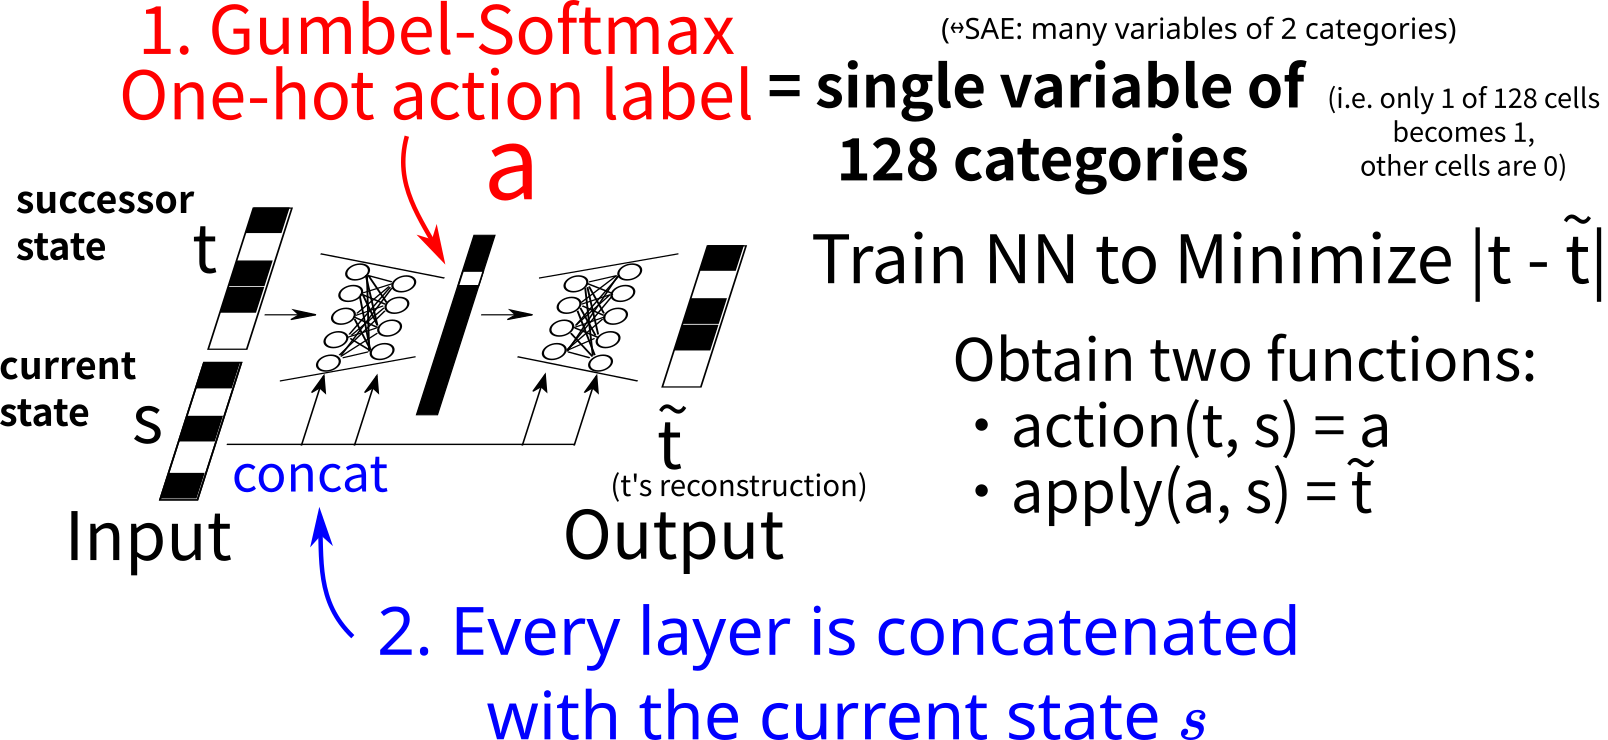 1. Gumbel-Softmax
One-hot action label
a
(↔SAE: many variables of 2 categories)
= single variable of
128 categories
(i.e. only 1 of 128 cells
becomes 1,
other cells are 0)
successor
state
t
current
state
s
concat
Input
t̃
(t's reconstruction)
Output
Train NN to Minimize |t - t̃|
Obtain two functions:
・action(t, s) = a
・apply(a, s) = t̃
2. Every layer is concatenated
with the current state s